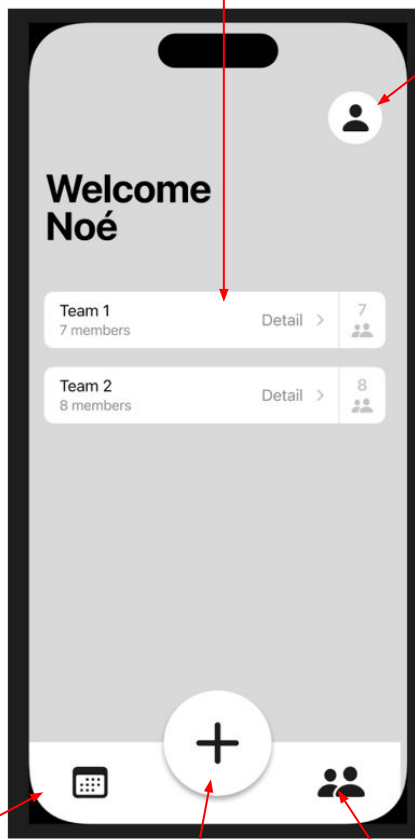 Welcome
Noé
Team 1
7 members
Detail
7
Team 2
8 members
Detail
8